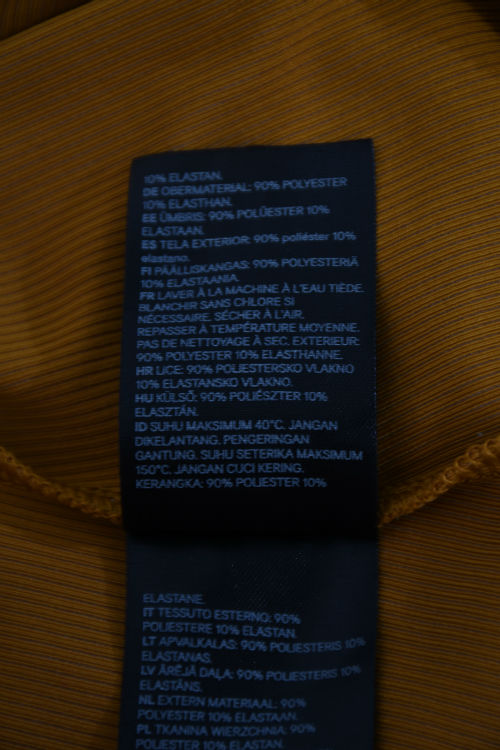 10% ELASTAN.
DE OBERMATERIAL: 90% POLYESTER
10% ELASTHAN.
EE ÜMBRIS: 90% POLÜESTER 10%
ELASTAAN.
ES TELA EXTERIOR: 90% poliéster 10%
elastano.
FI PÄÄLLISKANGAS: 90% POLYESTERIÄ
10% ELASTAANIA.
FR LAVER À LA MACHINE À L'EAU TIÈDE.
BLANCHIR SANS CHLORE SI
NÉCESSAIRE. SÉCHER À L'AIR.
REPASSER À TEMPÉRATURE MOYENNE.
PAS DE NETTOYAGE À SEC. EXTERIEUR:
90% POLYESTER 10% ELASTHANNE.
HR LICE: 90% POLIESTERSKO VLAKNO
10% ELASTANSKO VLAKNO.
HU KÜLSŐ: 90% POLIÉSZTER 10%
ELASZTÁN.
ID SUHU MAKSIMUM 40°C. JANGAN
DIKELANTANG. PENGERINGAN
GANTUNG. SUHU SETERIKA MAKSIMUM
150°C. JANGAN CUCI KERING.
KERANGKA: 90% POLIESTER 10%
ELASTANE.
IT TESSUTO ESTERNO: 90%
POLIESTERE 10% ELASTAN.
LT APVALKALAS: 90% POLIESTERIS 10%
ELASTANAS.
LV ĀRĒJĀ DAĻA: 90% POLIESTERIS 10%
ELASTĀNS.
NL EXTERN MATERIAAL: 90%
POLYESTER 10% ELASTAAN.
PL TKANINA WIERZCHNIA: 90%
POLIESTER 10% ELASTAN.